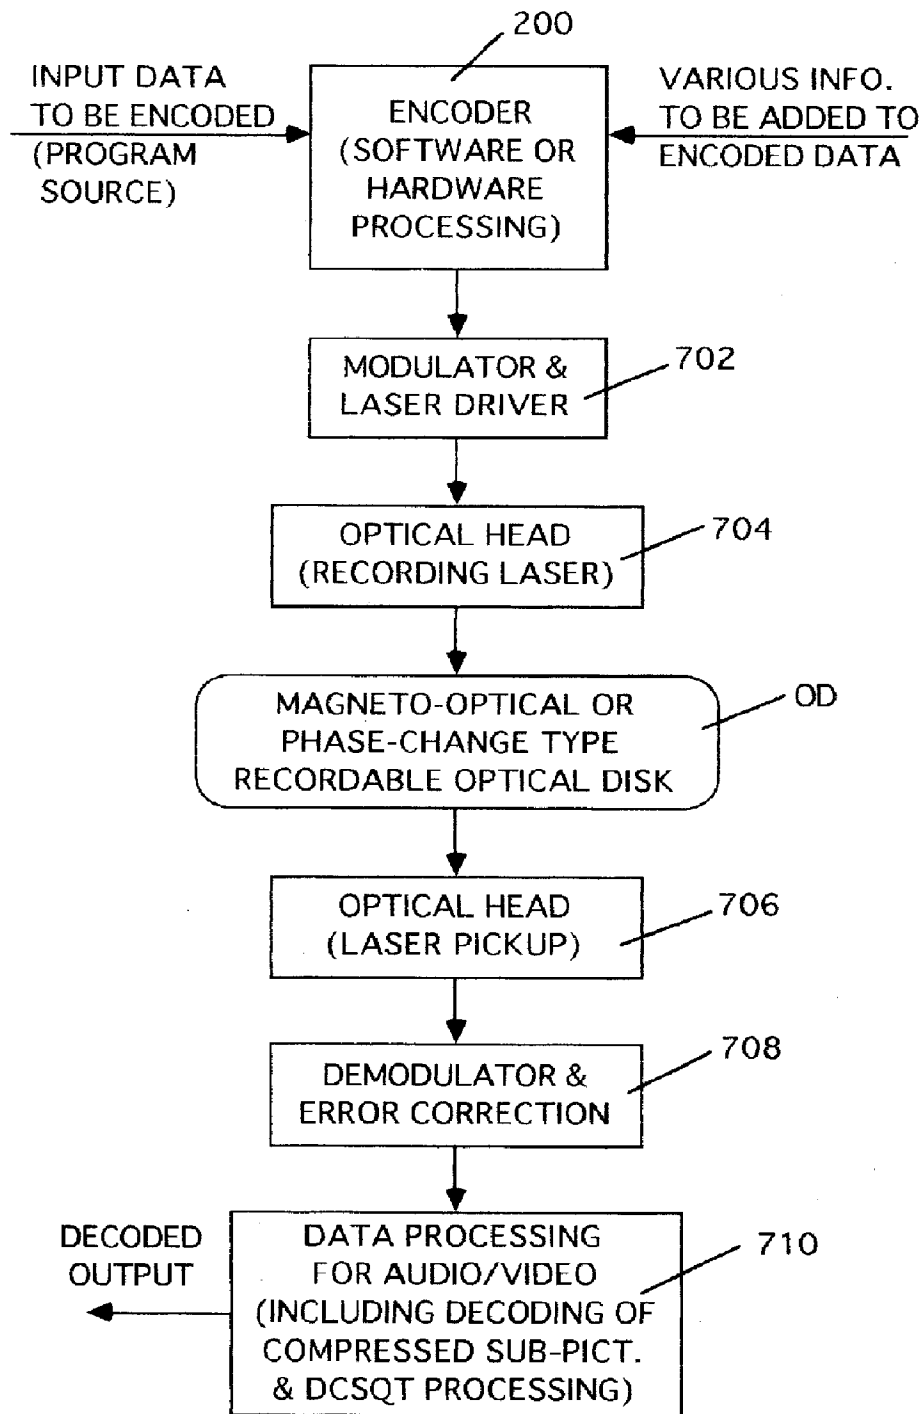 200
INPUT DATA
TO BE ENCODED
(PROGRAM
SOURCE)
ENCODER
(SOFTWARE OR
HARDWARE
PROCESSING)
VARIOUS INFO.
TO BE ADDED TO
ENCODED DATA
MODULATOR &
LASER DRIVER
702
OPTICAL HEAD
(RECORDING LASER)
704
MAGNETO-OPTICAL OR
PHASE-CHANGE TYPE
RECORDABLE OPTICAL DISK
OD
OPTICAL HEAD
(LASER PICKUP)
706
DEMODULATOR &
ERROR CORRECTION
708
DECODED
OUTPUT
DATA PROCESSING
FOR AUDIO/VIDEO
(INCLUDING DECODING OF
COMPRESSED SUB-PICT.
& DCSQT PROCESSING)
710